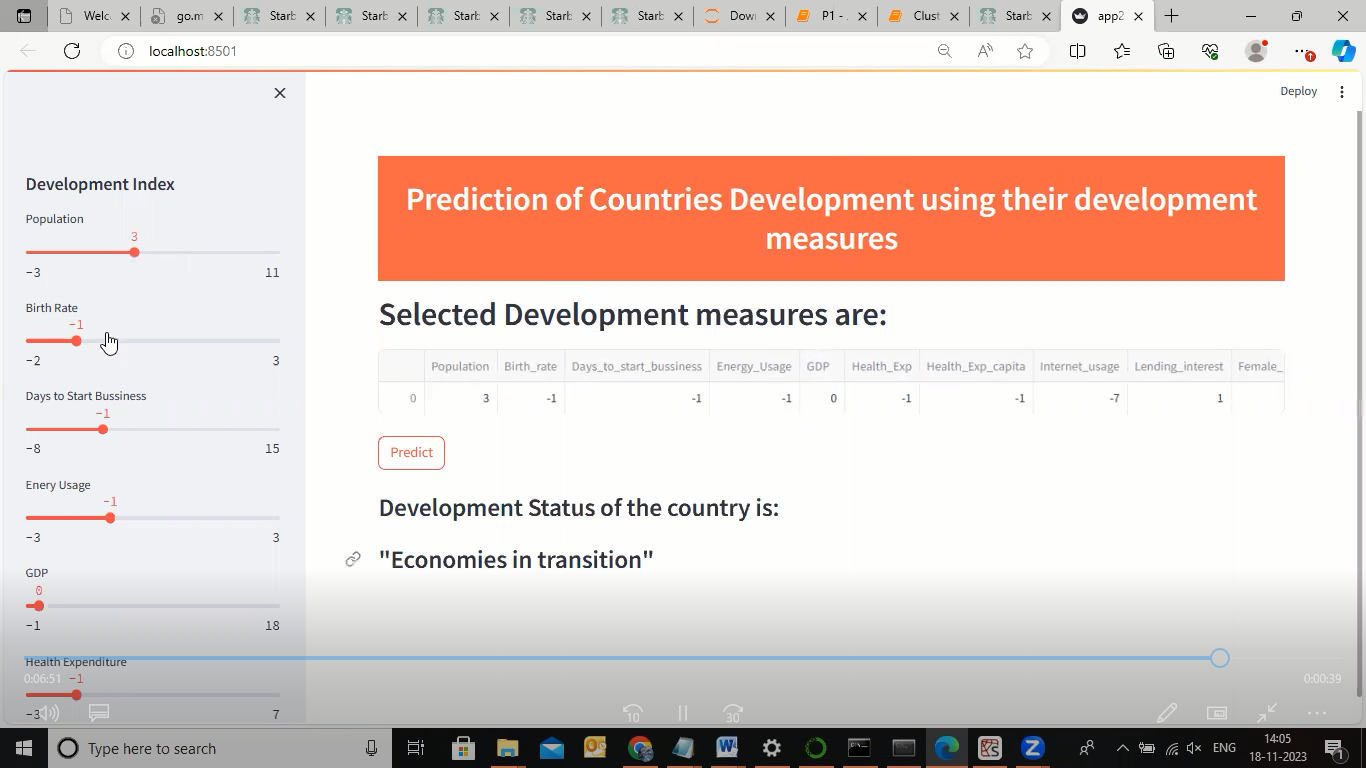 Welc
go.m
Starb
Starb
Starb
Starb
Starb
Dow
P1 -
Clust
Starb
app2
localhost:8501
Deploy
Development Index
Population
3
-3 11
Birth Rate
-1
-2 3
Days to Start Bussiness
-1
-8 15
Enery Usage
-1
-3 3
GDP
0
-1 18
Health Expenditure
-1
-3 7
Prediction of Countries Development using their development
measures
Selected Development measures are:
Population Birth_rate Days_to_start_bussiness Energy_Usage GDP Health_Exp Health_Exp_capita Internet_usage Lending_interest Female_
0 3 -1 -1 -1 0 -1 -1 -7 1
Predict
Development Status of the country is:
"Economies in transition"
0:06:51 0:00:39
10 30
Type here to search
ENG
14:05
18-11-2023
1